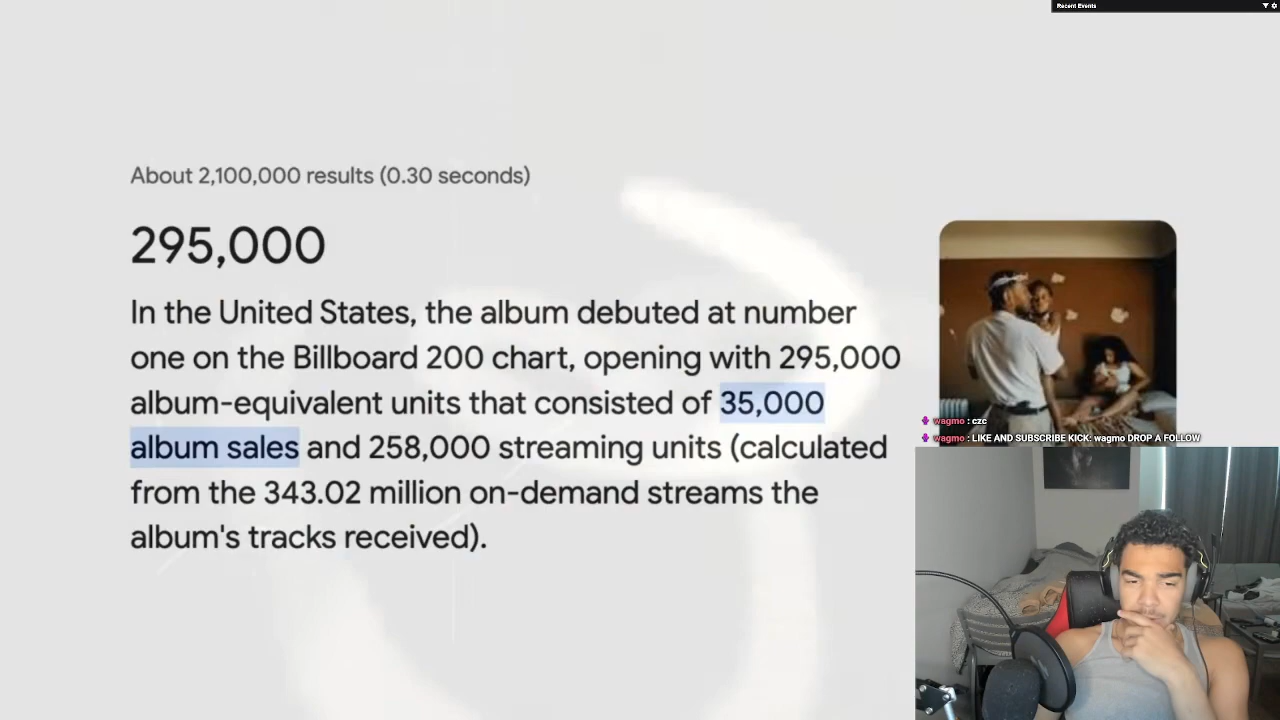 Recent Events
About 2,100,000 results (0.30 seconds)
295,000
In the United States, the album debuted at number
one on the Billboard 200 chart, opening with 295,000
album-equivalent units that consisted of 35,000
album sales and 258,000 streaming units (calculated
from the 343.02 million on-demand streams the
album's tracks received).
wagmo : czc
wagmo : LIKE AND SUBSCRIBE KICK: wagmo DROP A FOLLOW